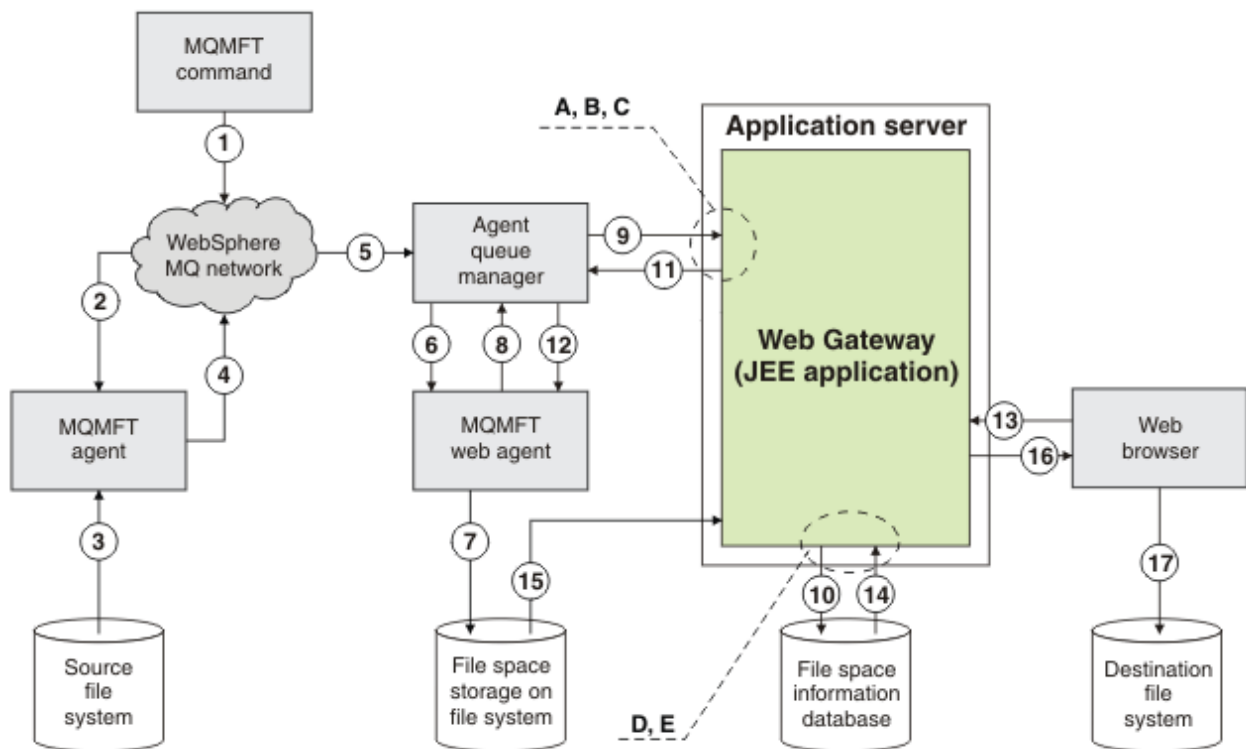 MQMFT
command
1
A, B, C
Application server
WebSphere
MQ network
5
Agent
queue
manager
9
11
2
4
6
8
12
Web Gateway
(JEE application)
MQMFT
agent
MQMFT
web agent
13
16
Web
browser
3
7
15
10
14
17
Source
file
system
File space
storage on
file system
D, E
File space
information
database
Destination
file
system